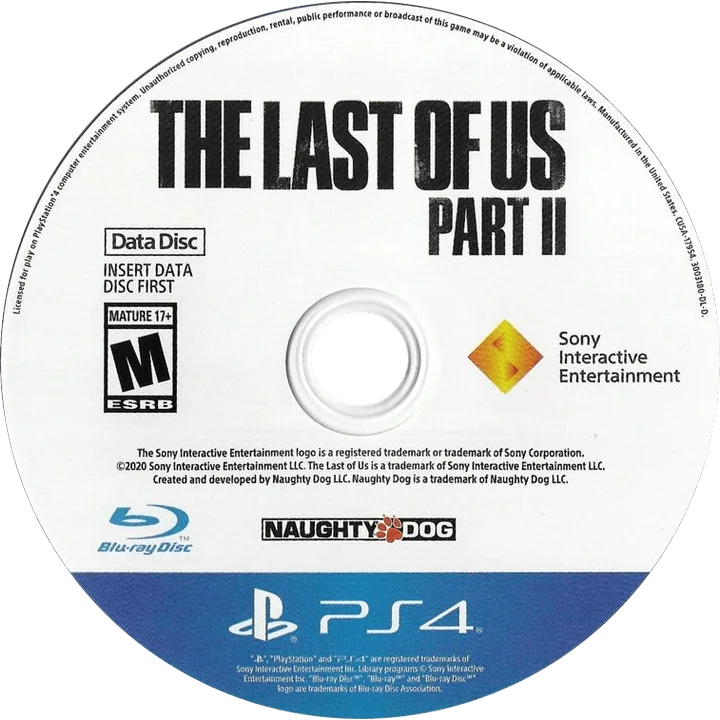 Licensed for play on PlayStation®4 computer entertainment system. Unauthorized copying, reproduction, rental, public performance or broadcast of this game may be a violation of applicable laws. Manufactured in the United States. CUSA-17954. 3003180-DL-D.
THE LAST OF US
PART II
Data Disc
INSERT DATA
DISC FIRST
MATURE 17+
M
ESRB
Sony
Interactive
Entertainment
The Sony Interactive Entertainment logo is a registered trademark or trademark of Sony Corporation.
©2020 Sony Interactive Entertainment LLC. The Last of Us is a trademark of Sony Interactive Entertainment LLC.
Created and developed by Naughty Dog LLC. Naughty Dog is a trademark of Naughty Dog LLC.
Blu-ray Disc™
NAUGHTY DOG
PS4®
"PS", "PlayStation" and "PS4" are registered trademarks of
Sony Interactive Entertainment Inc. Library programs © Sony Interactive
Entertainment Inc. "Blu-ray Disc™", "Blu-ray™" and "Blu-ray Disc™"
logo are trademarks of Blu-ray Disc Association.